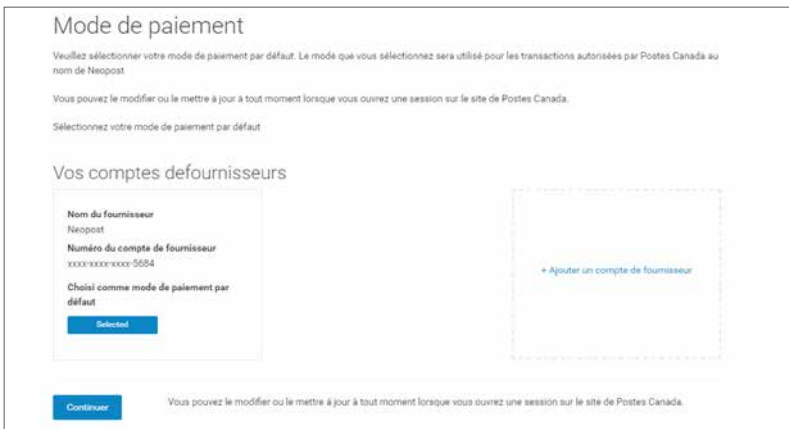 Mode de paiement
Veuillez sélectionner votre mode de paiement par défaut. Le mode que vous sélectionnez sera utilisé pour les transactions autorisées par Postes Canada au
nom de Neopost
Vous pouvez le modifier ou le mettre à jour à tout moment lorsque vous ouvrez une session sur le site de Postes Canada.
Sélectionnez votre mode de paiement par défaut
Vos comptes defournisseurs
Nom du fournisseur
Neopost
Numéro du compte de fournisseur
xxxx-xxxx-xxxx-5684
Choisi comme mode de paiement par
défaut
Selected
+ Ajouter un compte de fournisseur
Continuer
Vous pouvez le modifier ou le mettre à jour à tout moment lorsque vous ouvrez une session sur le site de Postes Canada.